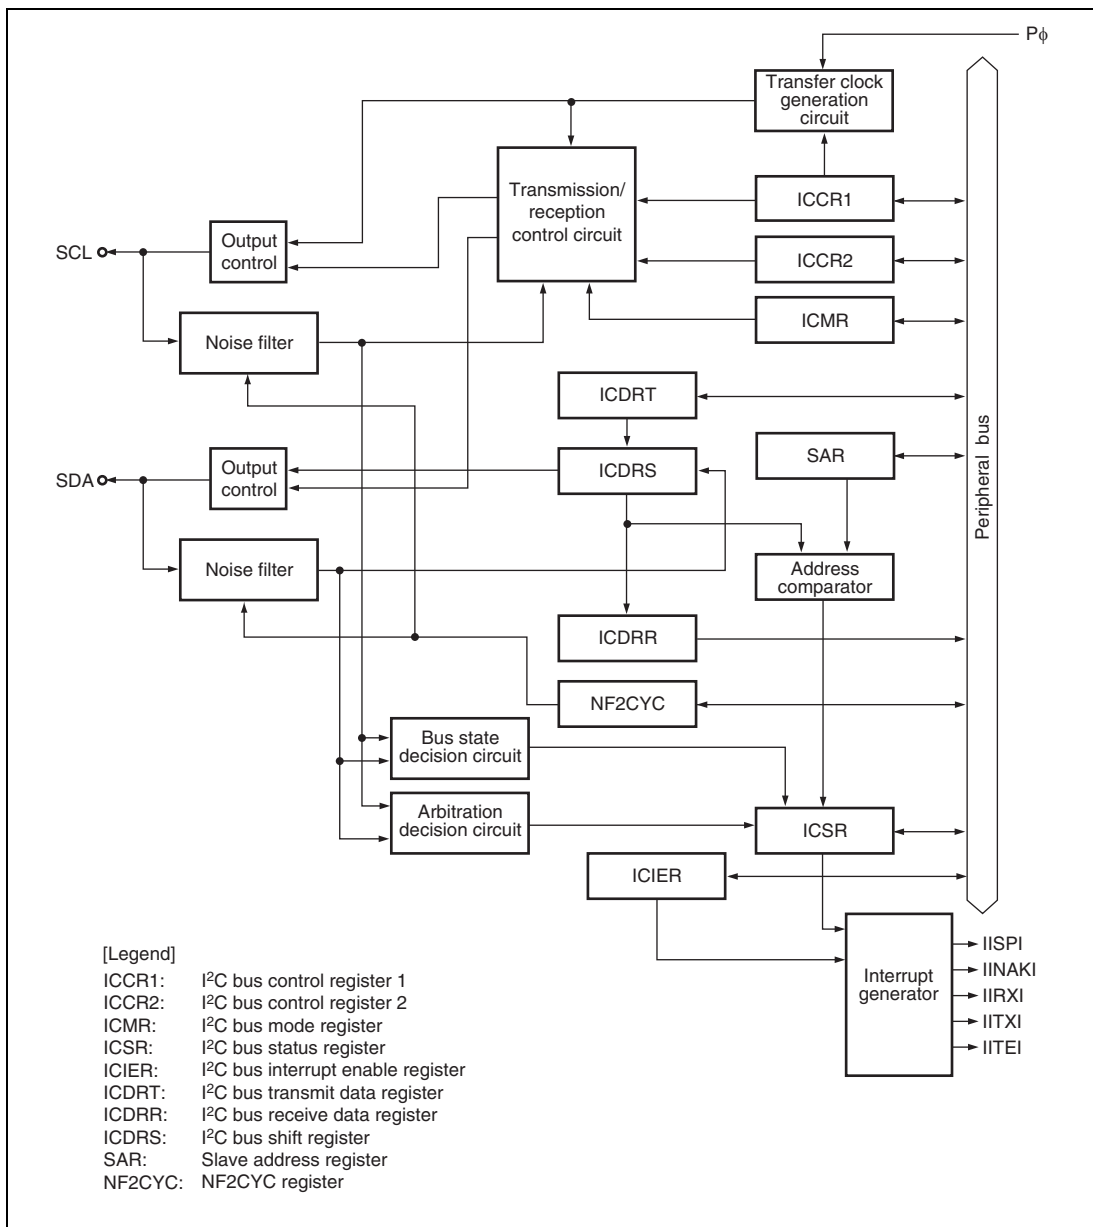 Pϕ
Transfer clock
generation
circuit
Transmission/
reception
control circuit
ICCR1
SCL
Output
control
ICCR2
ICMR
Noise filter
ICDRT
SAR
SDA
Output
control
ICDRS
Peripheral bus
Noise filter
Address
comparator
ICDRR
NF2CYC
Bus state
decision circuit
Arbitration
decision circuit
ICSR
ICIER
Interrupt
generator
IISPI
IINAKI
IIRXI
IITXI
IITEI
[Legend]
ICCR1: I²C bus control register 1
ICCR2: I²C bus control register 2
ICMR: I²C bus mode register
ICSR: I²C bus status register
ICIER: I²C bus interrupt enable register
ICDRT: I²C bus transmit data register
ICDRR: I²C bus receive data register
ICDRS: I²C bus shift register
SAR: Slave address register
NF2CYC: NF2CYC register